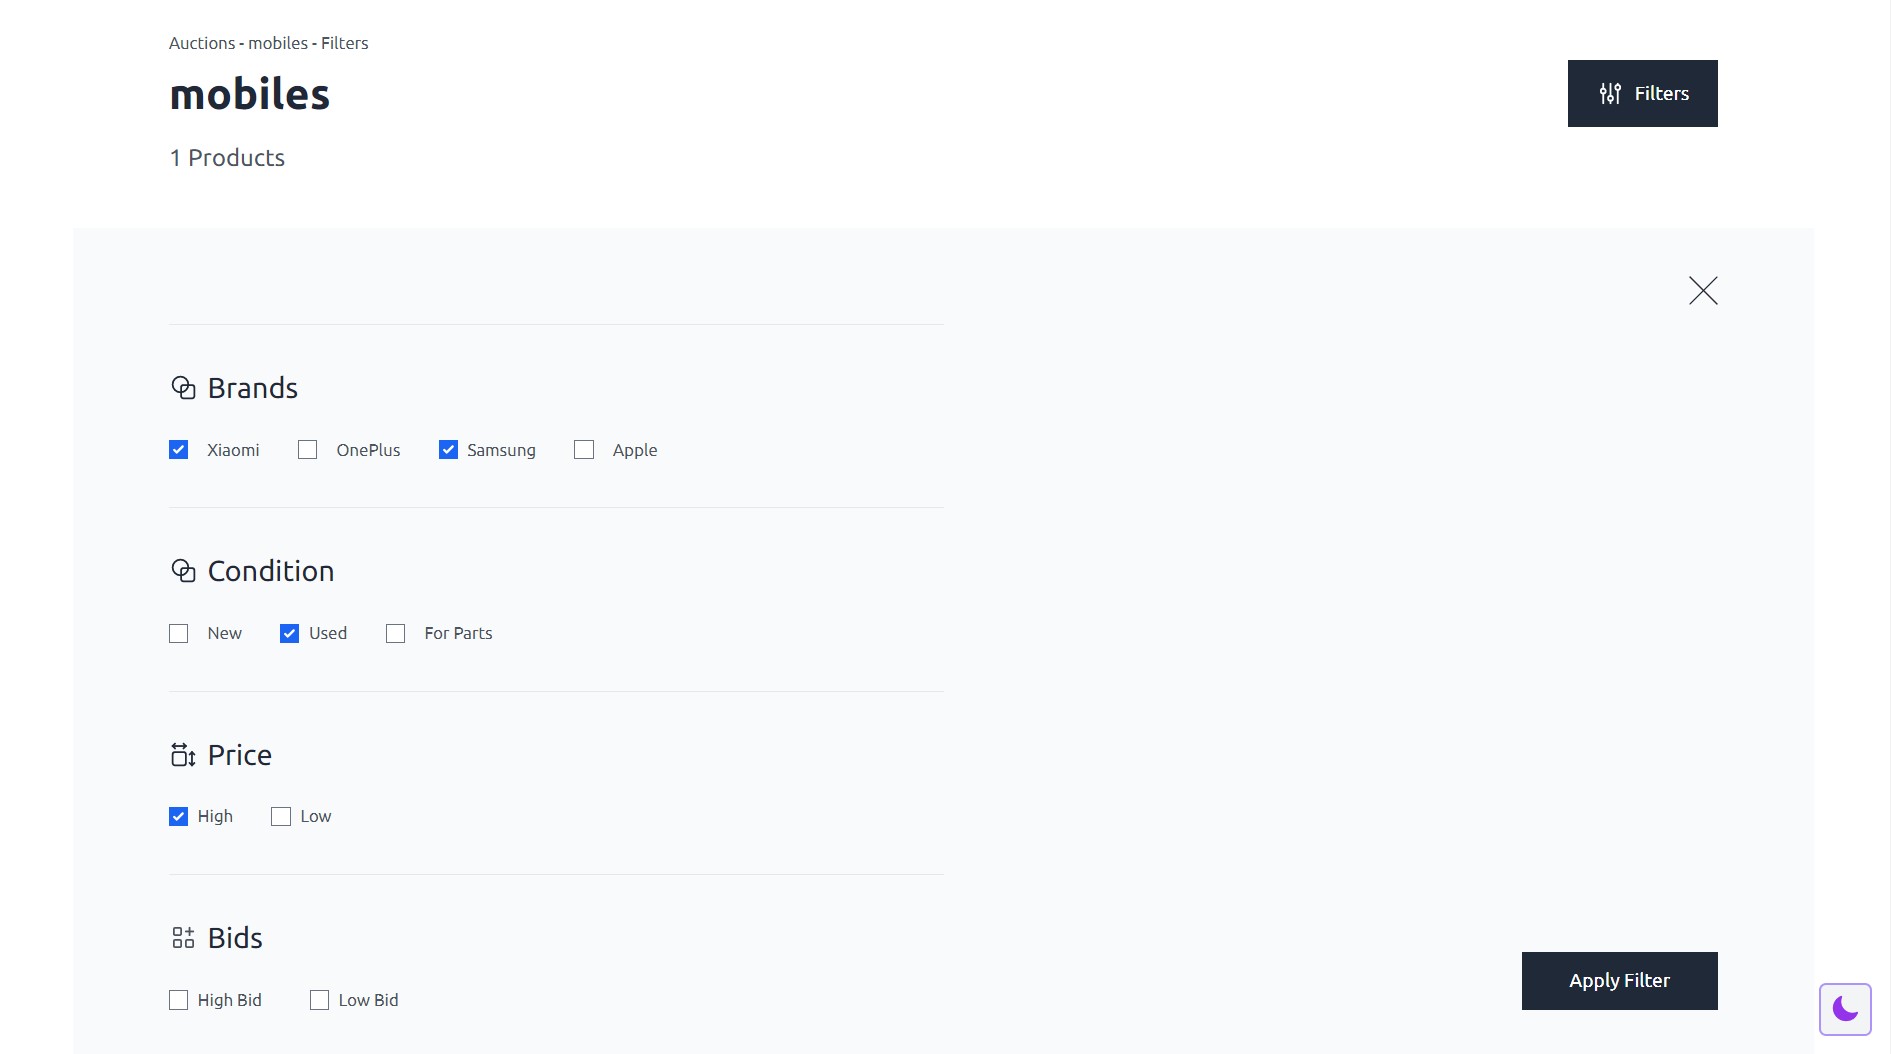 Auctions - mobiles - Filters
mobiles
Filters
1 Products
Brands
Xiaomi OnePlus Samsung Apple
Condition
New Used For Parts
Price
High Low
Bids
High Bid Low Bid
Apply Filter